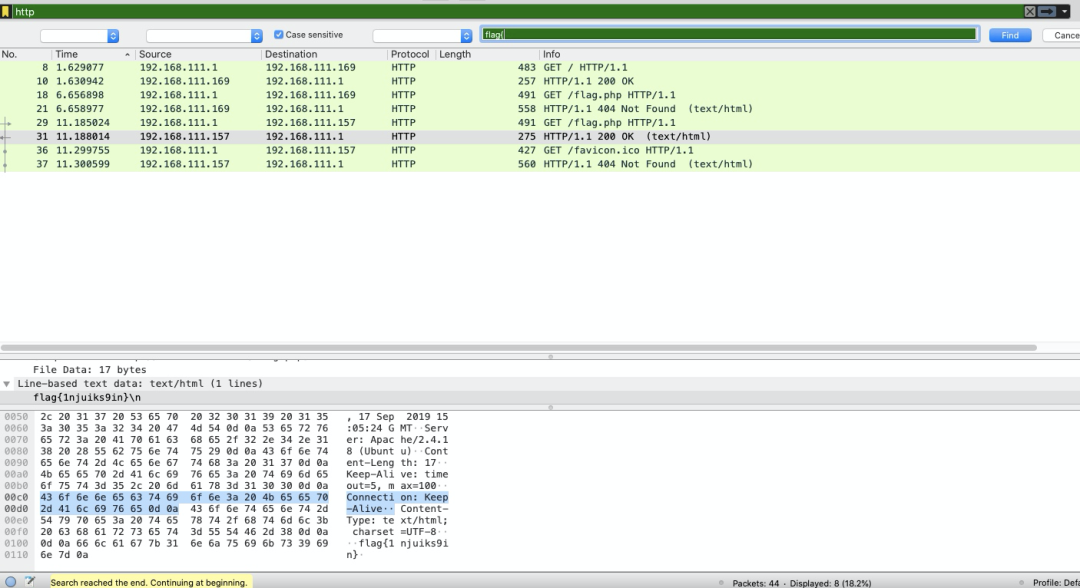 http
Case sensitive
flag{
Find
Cance
No. Time Source Destination Protocol Length Info
8 1.629077 192.168.111.1 192.168.111.169 HTTP 483 GET / HTTP/1.1
10 1.630942 192.168.111.169 192.168.111.1 HTTP 257 HTTP/1.1 200 OK
18 6.656898 192.168.111.1 192.168.111.169 HTTP 491 GET /flag.php HTTP/1.1
21 6.658977 192.168.111.169 192.168.111.1 HTTP 558 HTTP/1.1 404 Not Found (text/html)
29 11.185024 192.168.111.1 192.168.111.157 HTTP 491 GET /flag.php HTTP/1.1
31 11.188014 192.168.111.157 192.168.111.1 HTTP 275 HTTP/1.1 200 OK (text/html)
36 11.299755 192.168.111.1 192.168.111.157 HTTP 427 GET /favicon.ico HTTP/1.1
37 11.300599 192.168.111.157 192.168.111.1 HTTP 560 HTTP/1.1 404 Not Found (text/html)
File Data: 17 bytes
Line-based text data: text/html (1 lines)
flag{1njuiks9in}\n
0050 2c 20 31 37 20 53 65 70 20 32 30 31 39 20 31 35 , 17 Sep 2019 15
0060 3a 30 35 3a 32 34 20 47 4d 54 0d 0a 53 65 72 76 :05:24 G MT··Serv
0070 65 72 3a 20 41 70 61 63 68 65 2f 32 2e 34 2e 31 er: Apac he/2.4.1
0080 38 20 28 55 62 75 6e 74 75 29 0d 0a 43 6f 6e 74 8 (Ubunt u)··Cont
0090 65 6e 74 2d 4c 65 6e 67 74 68 3a 20 31 37 0d 0a ent-Leng th: 17··
00a0 4b 65 65 70 2d 41 6c 69 76 65 3a 20 74 69 6d 65 Keep-Ali ve: time
00b0 6f 75 74 3d 35 2c 20 6d 61 78 3d 31 30 30 0d 0a out=5, m ax=100··
00c0 43 6f 6e 6e 65 63 74 69 6f 6e 3a 20 4b 65 65 70 Connecti on: Keep
00d0 2d 41 6c 69 76 65 0d 0a 43 6f 6e 74 65 6e 74 2d -Alive·· Content-
00e0 54 79 70 65 3a 20 74 65 78 74 2f 68 74 6d 6c 3b Type: te xt/html;
00f0 20 63 68 61 72 73 65 74 3d 55 54 46 2d 38 0d 0a charset =UTF-8··
0100 0d 0a 66 6c 61 67 7b 31 6e 6a 75 69 6b 73 39 69 ··flag{1 njuiks9i
0110 6e 7d 0a n}·
Search reached the end. Continuing at beginning.
Packets: 44 · Displayed: 8 (18.2%)
Profile: Defa